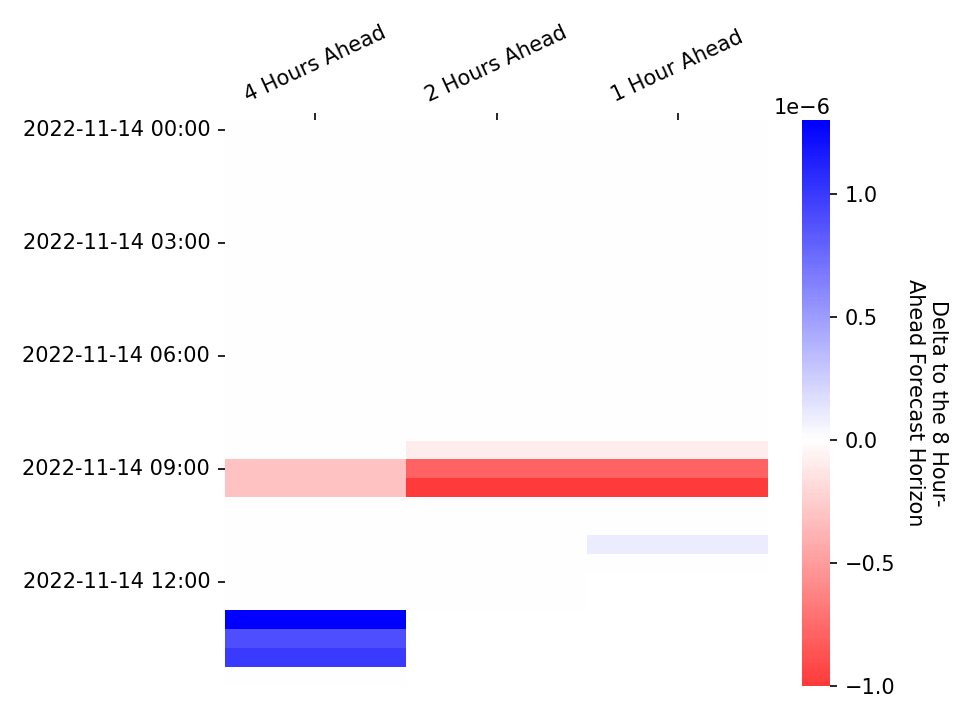 4 Hours Ahead
2 Hours Ahead
1 Hour Ahead
1e−6
2022-11-14 00:00
2022-11-14 03:00
2022-11-14 06:00
2022-11-14 09:00
2022-11-14 12:00
1.0
0.5
0.0
−0.5
−1.0
Delta to the 8 Hour-
Ahead Forecast Horizon